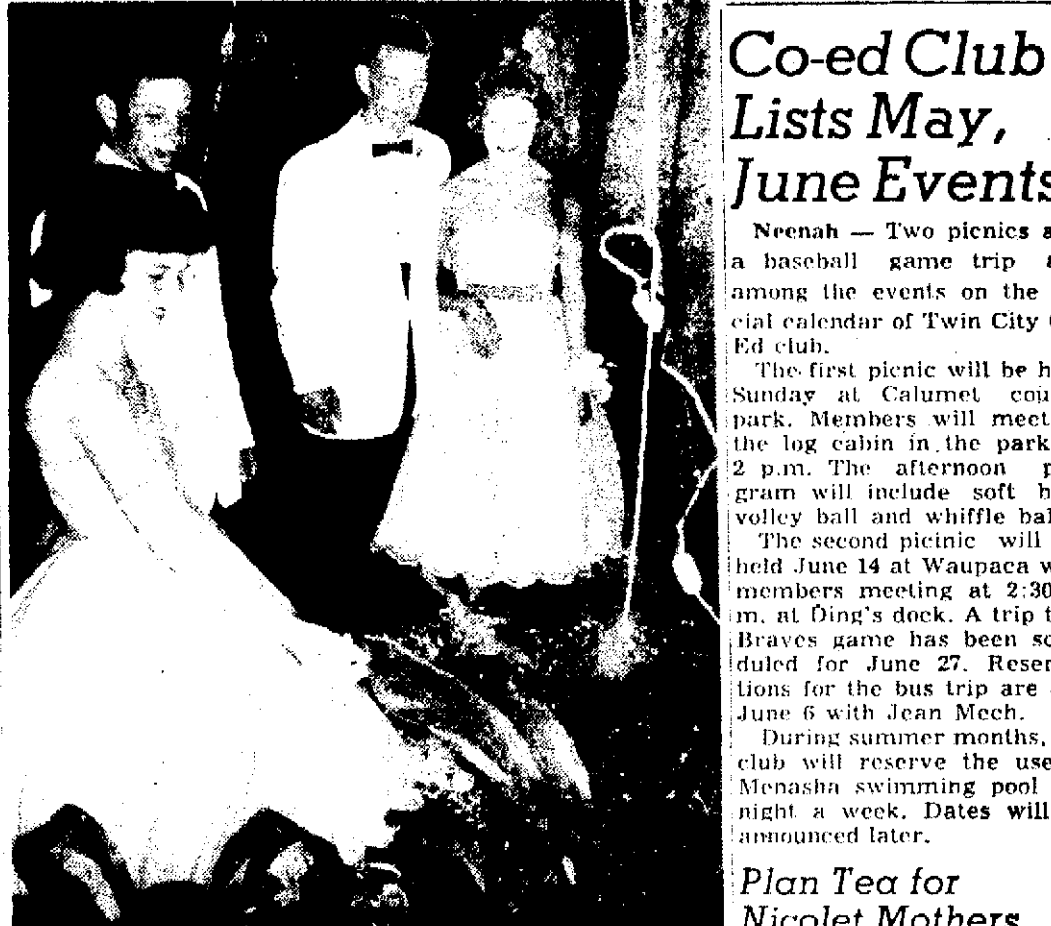 Co-ed Club
Lists May,
June Events
Neenah — Two picnics a
a baseball game trip a
among the events on the
cial calendar of Twin City
Ed club.
The first picnic will be h
Sunday at Calumet cou
park. Members will meet
the log cabin in the park
2 p.m. The afternoon p
gram will include soft b
volley ball and whiffle bal
The second picinic will
held June 14 at Waupaca w
members meeting at 2:30
m. at Ding's dock. A trip t
Braves game has been sc
duled for June 27. Reser
tions for the bus trip are
June 6 with Jean Mech.
During summer months,
club will reserve the use
Menasha swimming pool
night a week. Dates will
announced later.
Plan Tea for
Nicolet Mothers